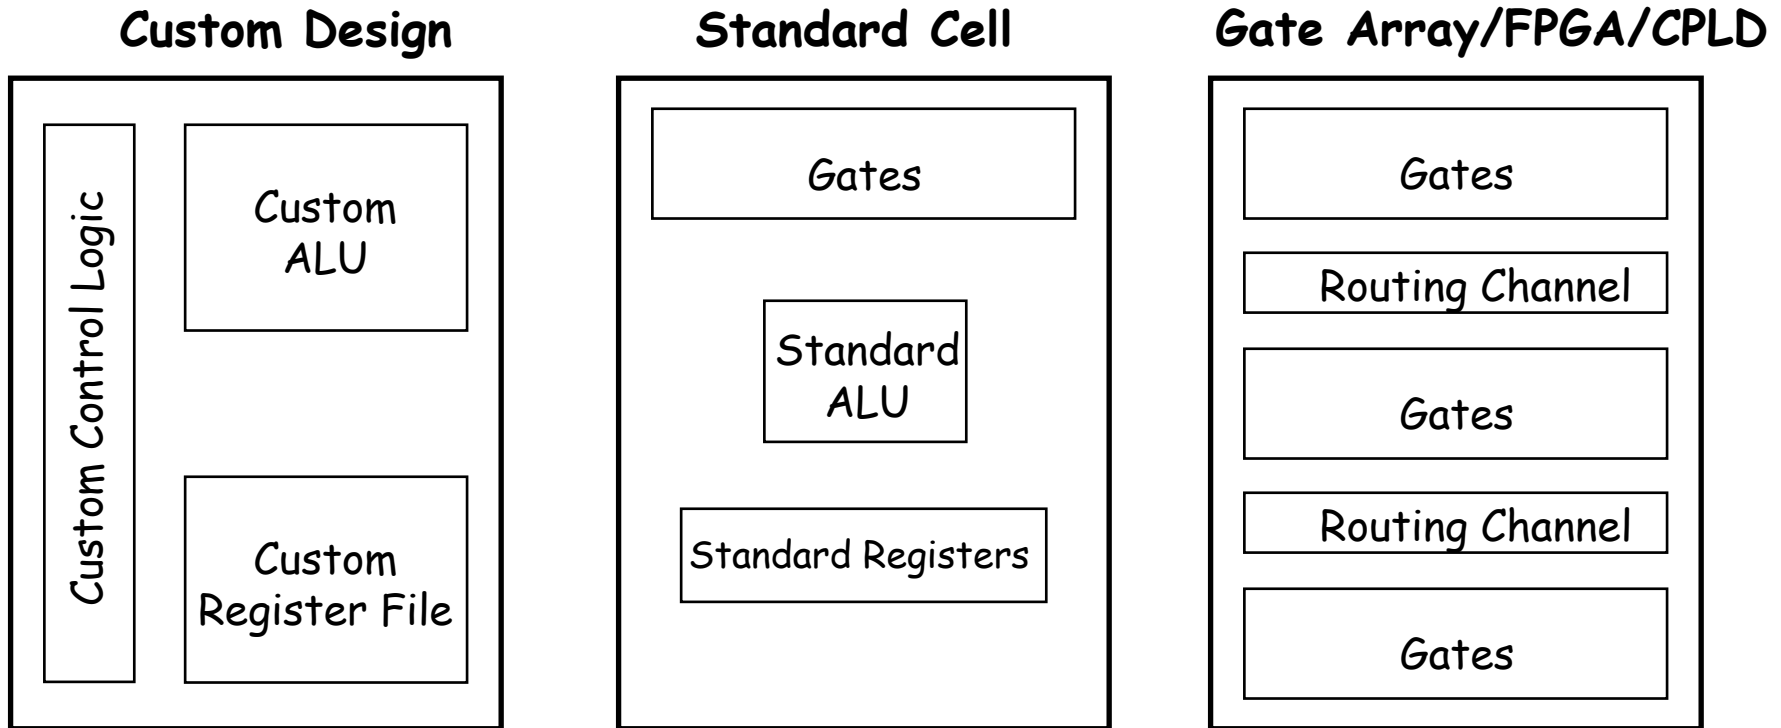 Custom Design
Custom Control Logic
Custom
ALU
Custom
Register File
Standard Cell
Gates
Standard
ALU
Standard Registers
Gate Array/FPGA/CPLD
Gates
Routing Channel
Gates
Routing Channel
Gates